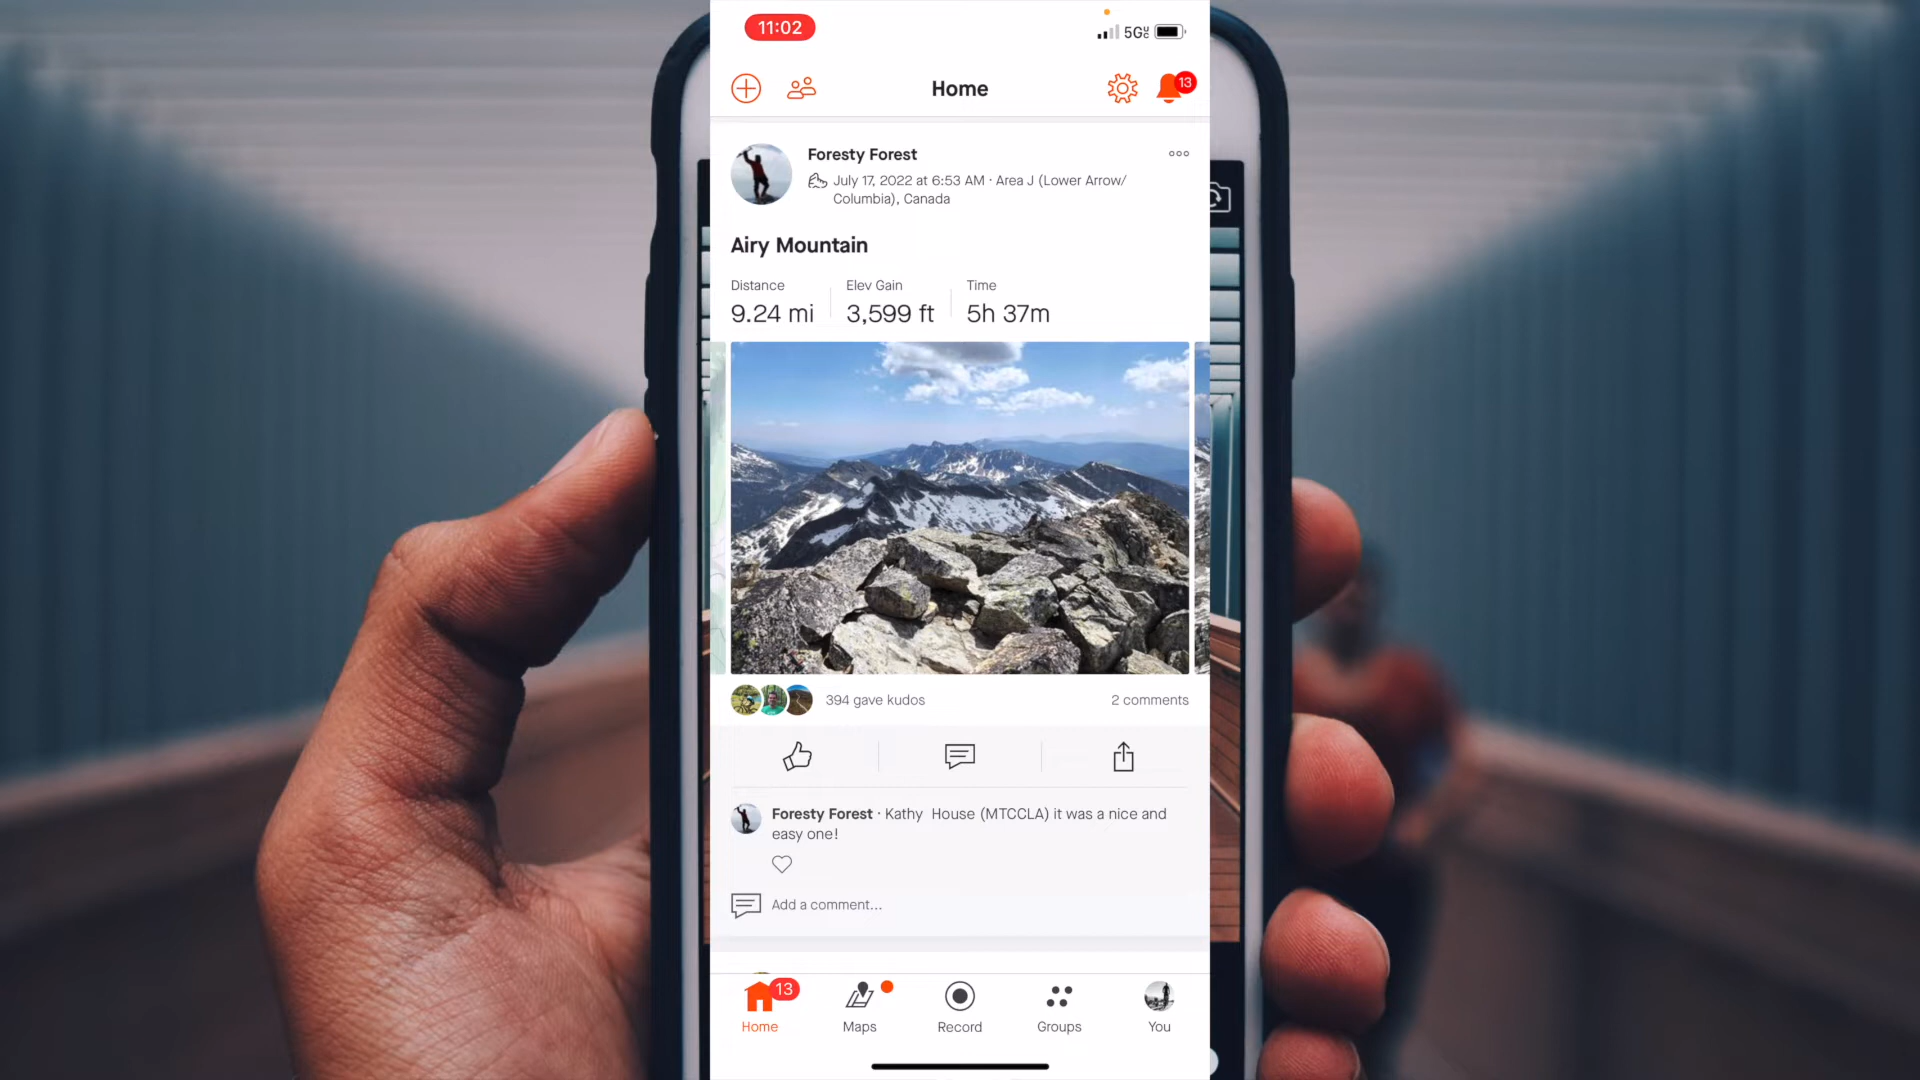 11:02
5G
13
Home
Foresty Forest
July 17, 2022 at 6:53 AM · Area J (Lower Arrow/
Columbia), Canada
Airy Mountain
Distance Elev Gain Time
9.24 mi 3,599 ft 5h 37m
394 gave kudos 2 comments
Foresty Forest · Kathy House (MTCCLA) it was a nice and
easy one!
Add a comment...
13
Home Maps Record Groups You